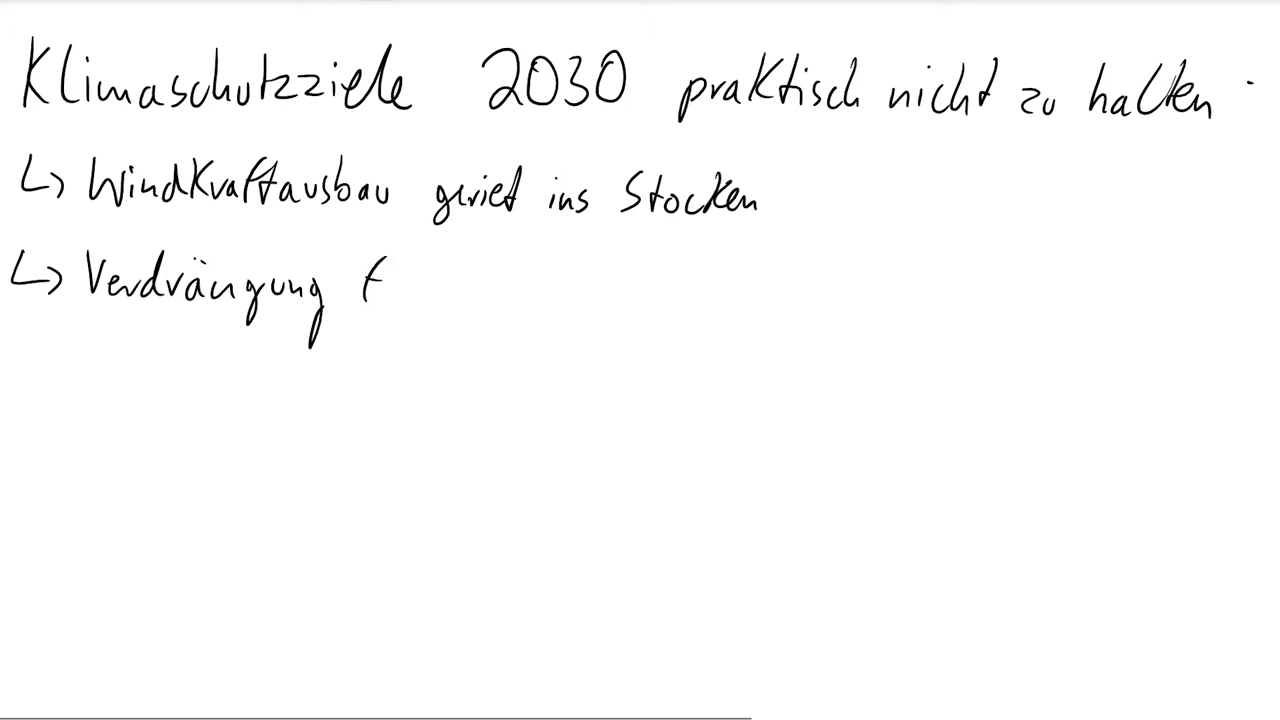 Klimaschutzziele 2030 praktisch nicht zu halten
↳ Windkraftausbau geriet ins Stocken
↳ Verdrängung